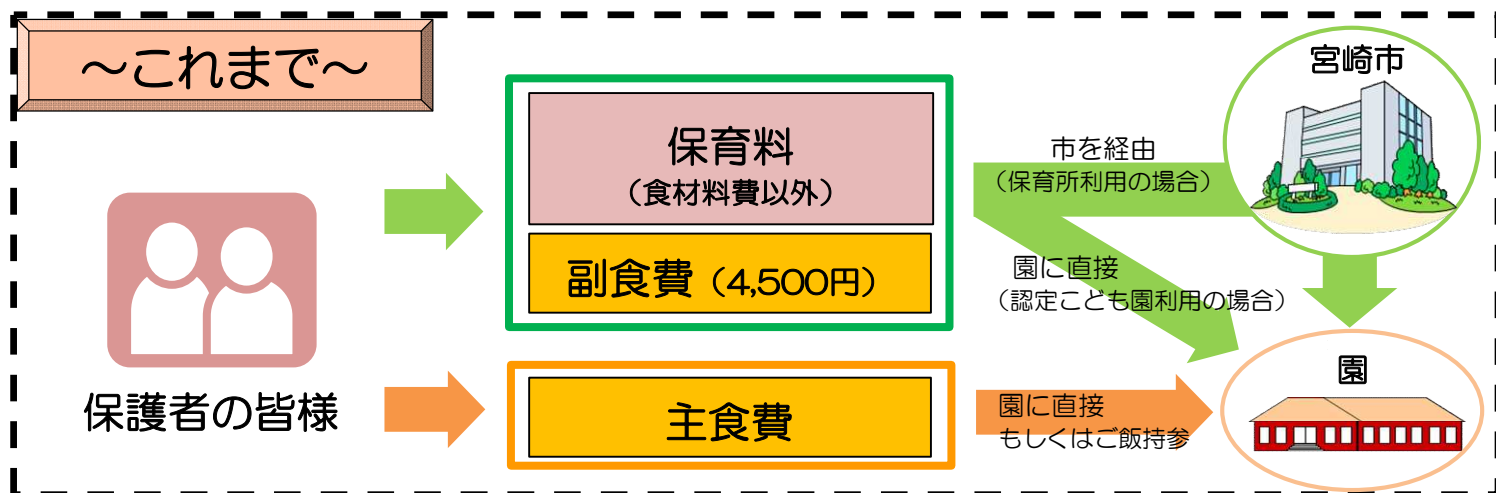 ～これまで～
保護者の皆様
保育料
（食材料費以外）
副食費（4,500円）
主食費
市を経由
（保育所利用の場合）
園に直接
（認定こども園利用の場合）
園に直接
もしくはご飯持参
宮崎市
園